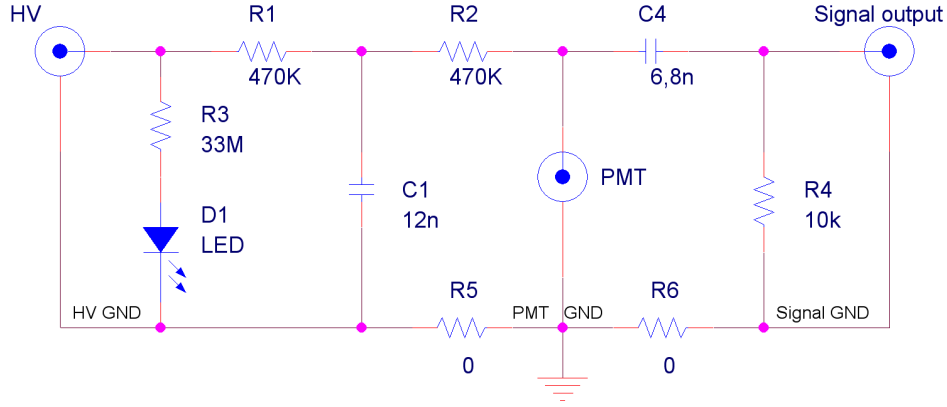 HV
R1
R2
C4
Signal output
470K
470K
6,8n
R3
33M
C1
12n
PMT
R4
10k
D1
LED
R5
R6
HV GND
PMT GND
Signal GND
0
0